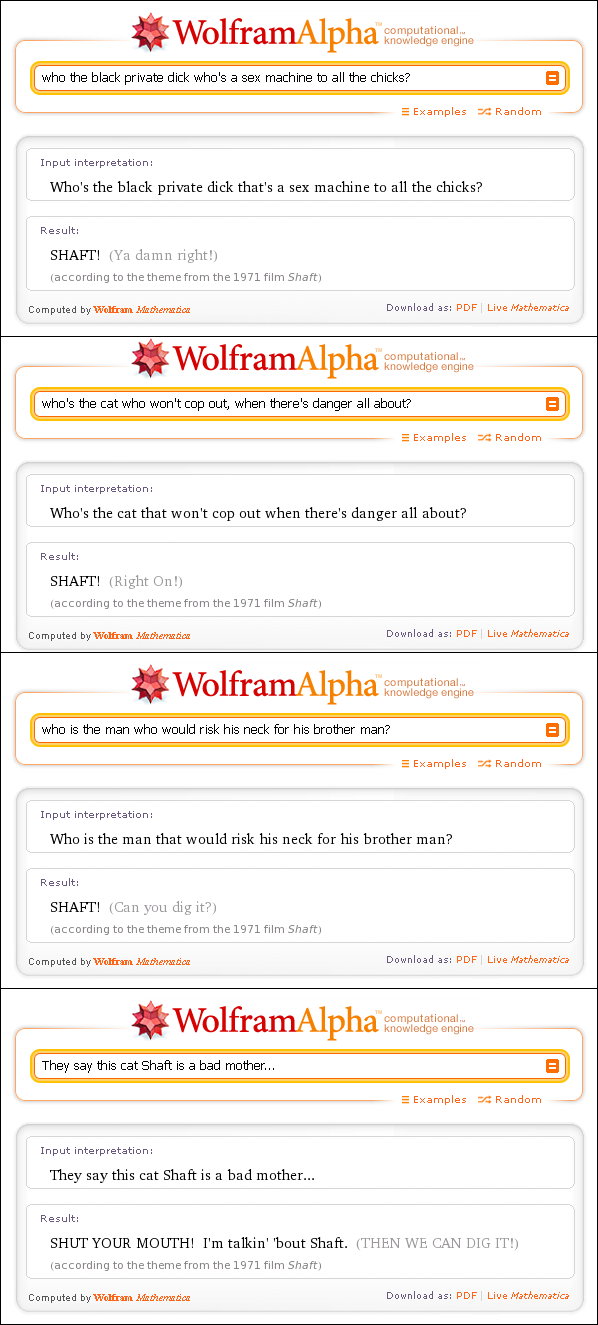 WolframAlpha™ computational...
knowledge engine
who the black private dick who's a sex machine to all the chicks?
Examples Random
Input interpretation:
Who's the black private dick that's a sex machine to all the chicks?
Result:
SHAFT! (Ya damn right!)
(according to the theme from the 1971 film Shaft)
Computed by Wolfram Mathematica Download as: PDF | Live Mathematica
WolframAlpha™ computational...
knowledge engine
who's the cat who won't cop out, when there's danger all about?
Examples Random
Input interpretation:
Who's the cat that won't cop out when there's danger all about?
Result:
SHAFT! (Right On!)
(according to the theme from the 1971 film Shaft)
Computed by Wolfram Mathematica Download as: PDF | Live Mathematica
WolframAlpha™ computational...
knowledge engine
who is the man who would risk his neck for his brother man?
Examples Random
Input interpretation:
Who is the man that would risk his neck for his brother man?
Result:
SHAFT! (Can you dig it?)
(according to the theme from the 1971 film Shaft)
Computed by Wolfram Mathematica Download as: PDF | Live Mathematica
WolframAlpha™ computational...
knowledge engine
They say this cat Shaft is a bad mother...
Examples Random
Input interpretation:
They say this cat Shaft is a bad mother...
Result:
SHUT YOUR MOUTH! I'm talkin' 'bout Shaft. (THEN WE CAN DIG IT!)
(according to the theme from the 1971 film Shaft)
Computed by Wolfram Mathematica Download as: PDF | Live Mathematica